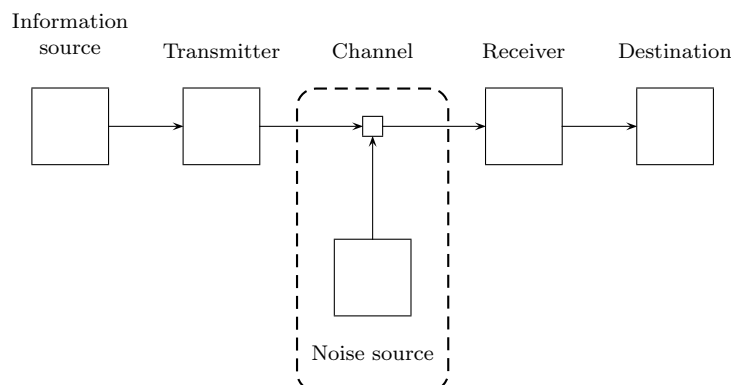 Information
source
Transmitter
Channel
Receiver
Destination
Noise source